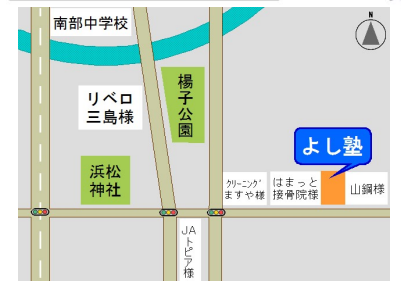 南部中学校
N
リベロ
三島様
楊
子
公
園
よし塾
浜松
神社
クリーニング
ますや様
はまっと
接骨院様
山鋼様
JA
ト
ピ
ア
様